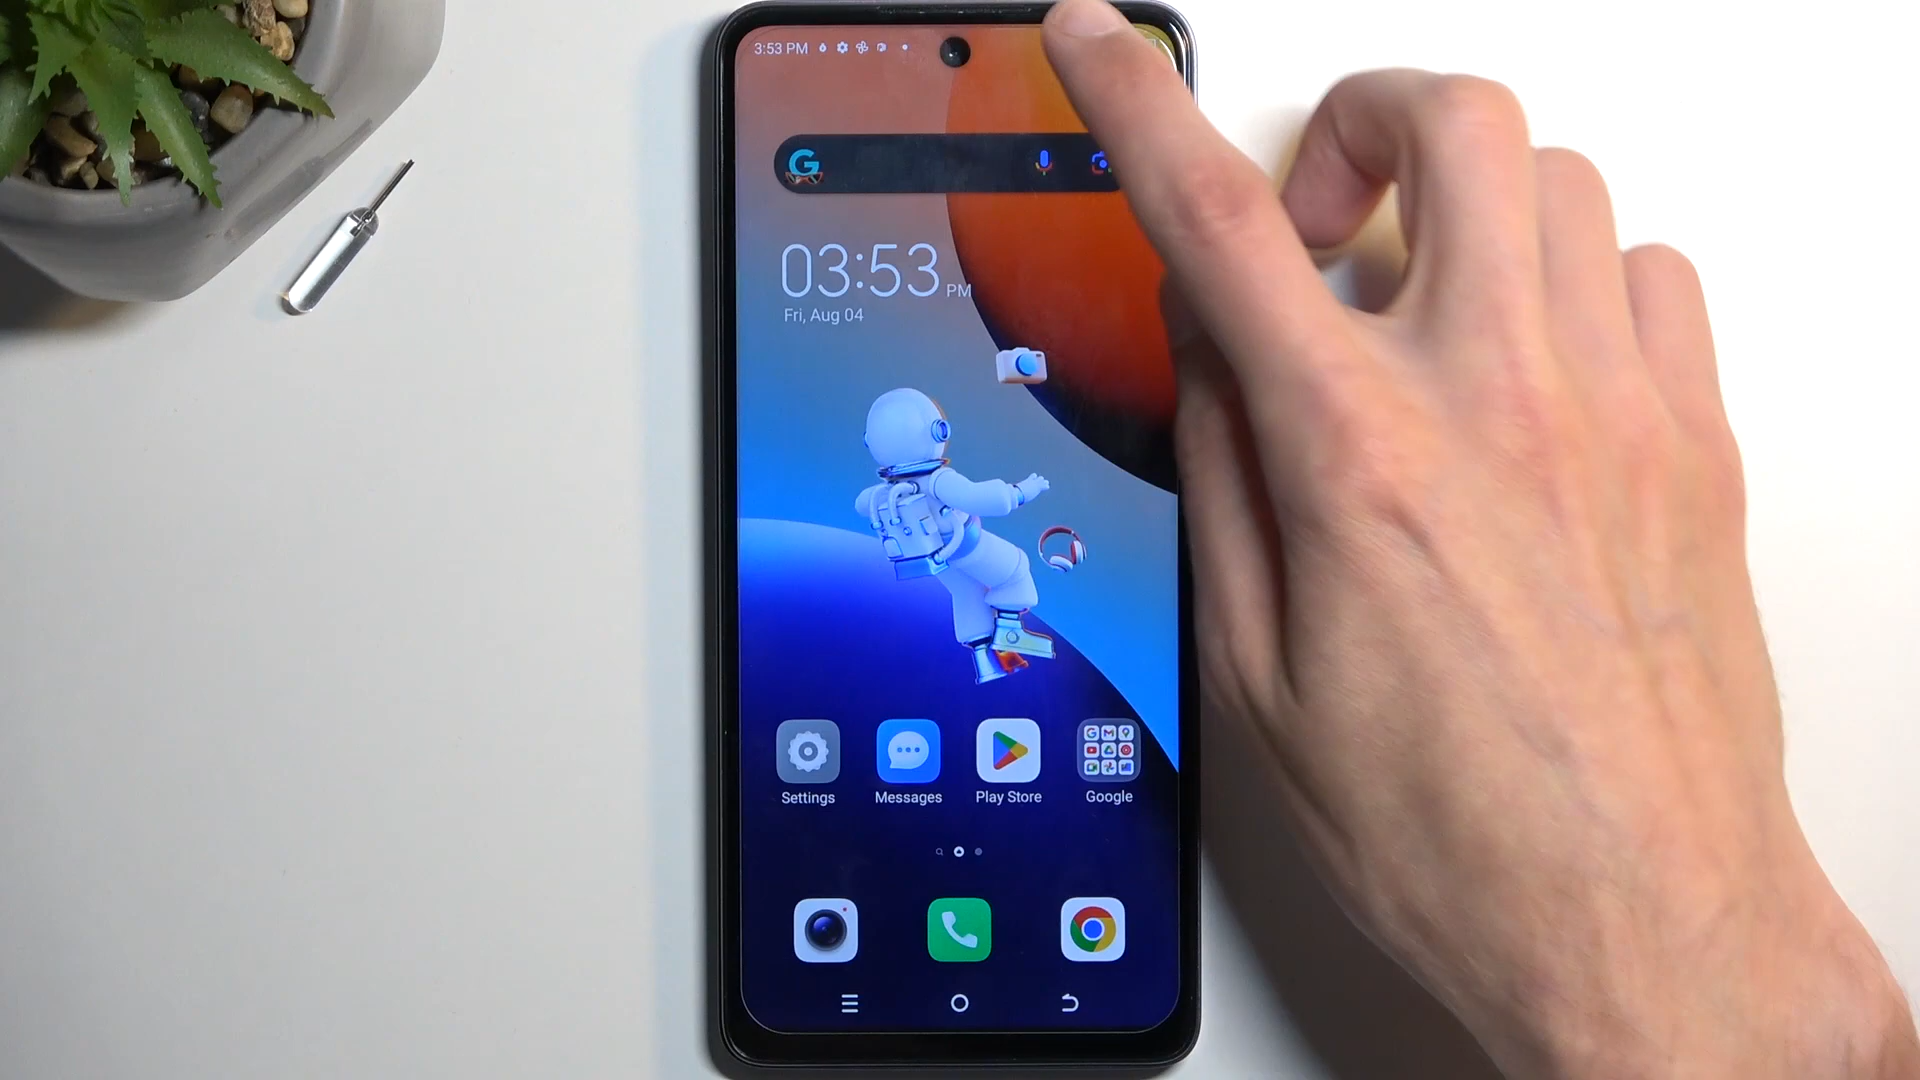 3:53 PM
G
03:53 PM
Fri, Aug 04
Settings
Messages
Play Store
Google